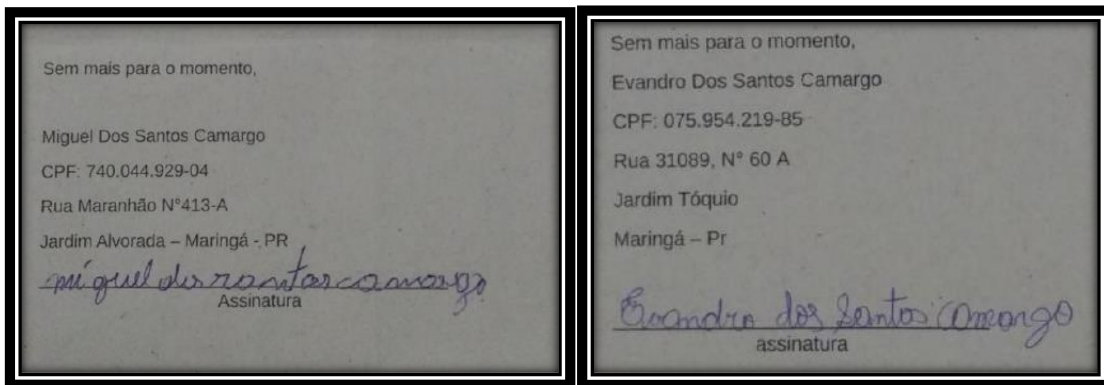 Sem mais para o momento,
Miguel Dos Santos Camargo
CPF: 740.044.929-04
Rua Maranhão N°413-A
Jardim Alvorada – Maringá - PR
miguel dos santos camargo
Assinatura
Sem mais para o momento,
Evandro Dos Santos Camargo
CPF: 075.954.219-85
Rua 31089, N° 60 A
Jardim Tóquio
Maringá – Pr
Evandro dos Santos Camargo
assinatura